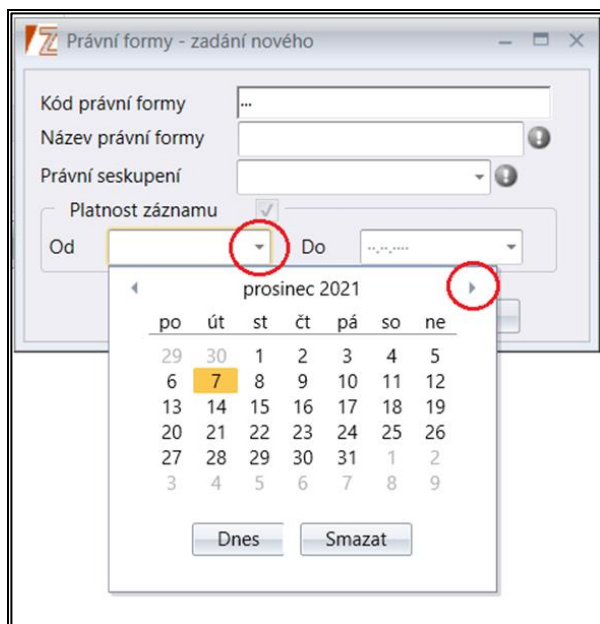 Právní formy - zadání nového
Kód právní formy ...
Název právní formy
Právní seskupení
Platnost záznamu
Od Do --.--.----
prosinec 2021
po út st čt pá so ne
29 30 1 2 3 4 5
6 7 8 9 10 11 12
13 14 15 16 17 18 19
20 21 22 23 24 25 26
27 28 29 30 31 1 2
3 4 5 6 7 8 9
Dnes Smazat